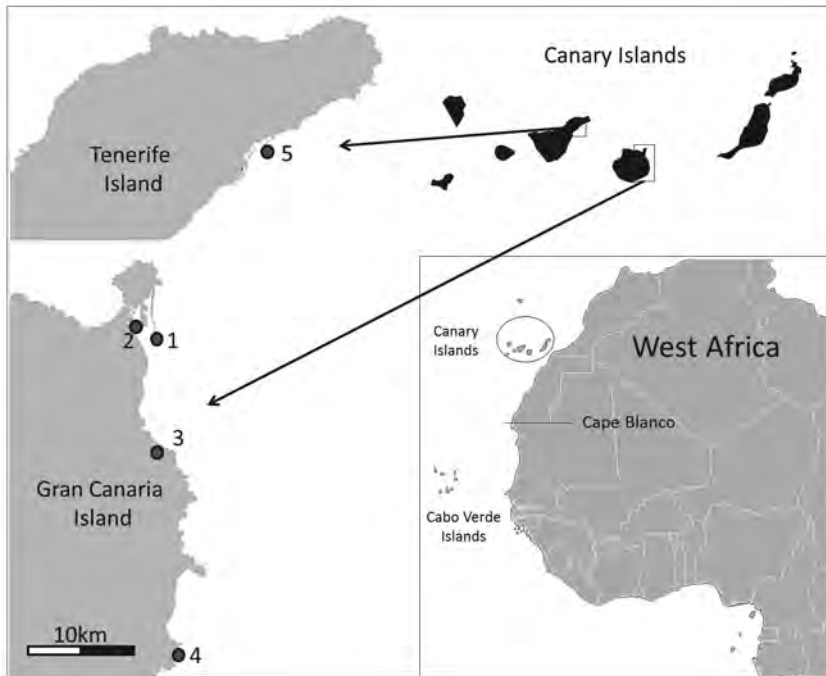 Canary Islands
Tenerife
Island
5
2
1
3
Gran Canaria
Island
10km
4
Canary
Islands
West Africa
Cape Blanco
Cabo Verde
Islands